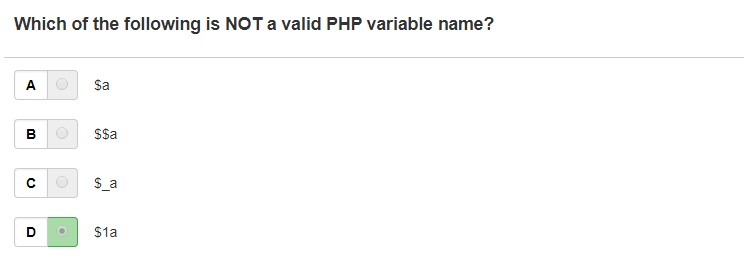 Which of the following is NOT a valid PHP variable name?
A $a
B $$a
C $_a
D $1a